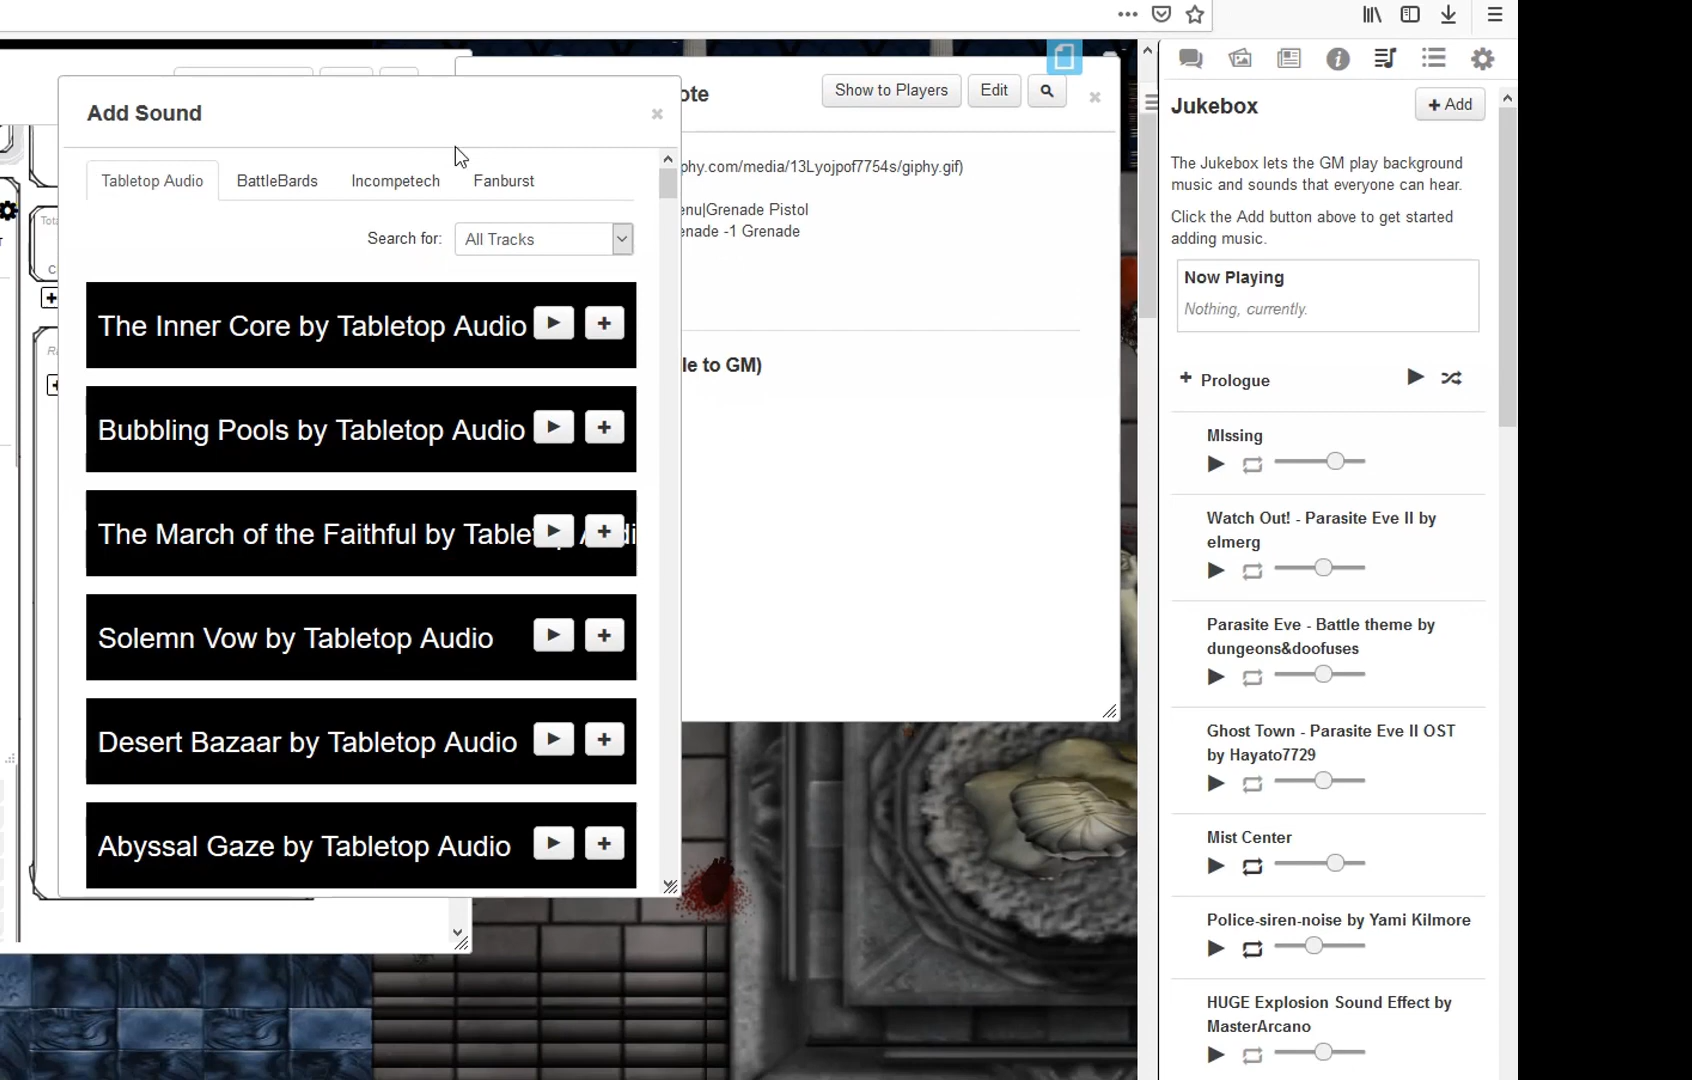 Add Sound
Tabletop Audio BattleBards Incompetech Fanburst
Search for: All Tracks
The Inner Core by Tabletop Audio
Bubbling Pools by Tabletop Audio
The March of the Faithful by
Solemn Vow by Tabletop Audio
Desert Bazaar by Tabletop Audio
Abyssal Gaze by Tabletop Audio
ote
Show to Players Edit
phy.com/media/13Lyojpof7754s/giphy.gif)
enu|Grenade Pistol
enade -1 Grenade
le to GM)
Jukebox
+ Add
The Jukebox lets the GM play background
music and sounds that everyone can hear.
Click the Add button above to get started
adding music.
Now Playing
Nothing, currently.
+ Prologue
MIssing
Watch Out! - Parasite Eve II by
elmerg
Parasite Eve - Battle theme by
dungeons&doofuses
Ghost Town - Parasite Eve II OST
by Hayato7729
Mist Center
Police-siren-noise by Yami Kilmore
HUGE Explosion Sound Effect by
MasterArcano